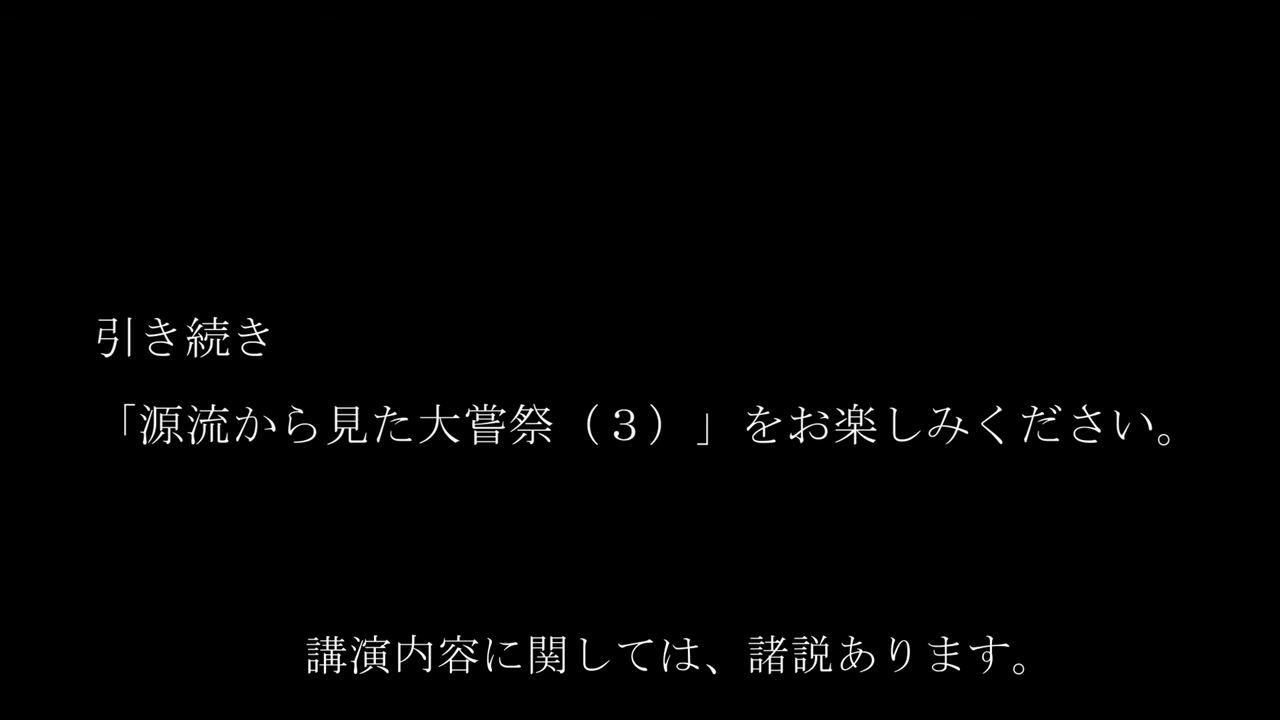 引き続き
「源流から見た大嘗祭（３）」をお楽しみください。
講演内容に関しては、諸説あります。